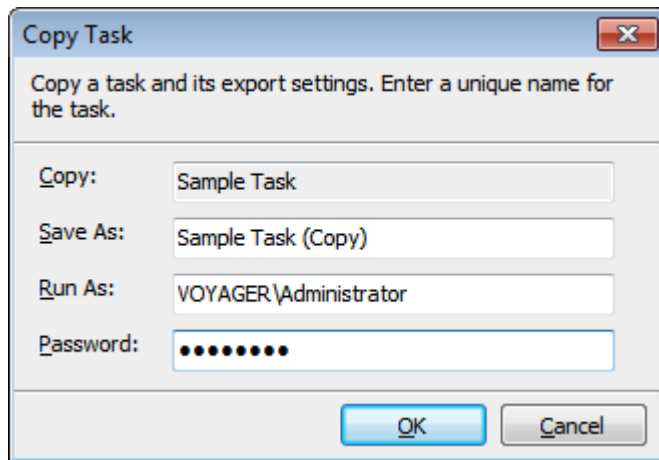 Copy Task
Copy a task and its export settings. Enter a unique name for
the task.
Copy: Sample Task
Save As: Sample Task (Copy)
Run As: VOYAGER\Administrator
Password: ●●●●●●●●
OK Cancel